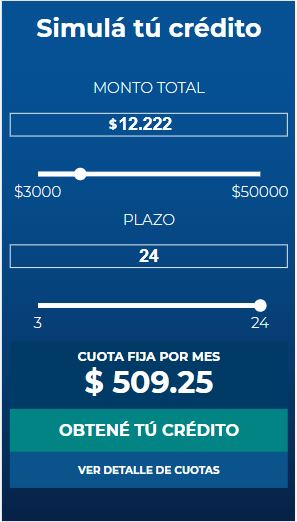 Simulá tú crédito
MONTO TOTAL
$12.222
$3000 $50000
PLAZO
24
3 24
CUOTA FIJA POR MES
$ 509.25
OBTENÉ TÚ CRÉDITO
VER DETALLE DE CUOTAS